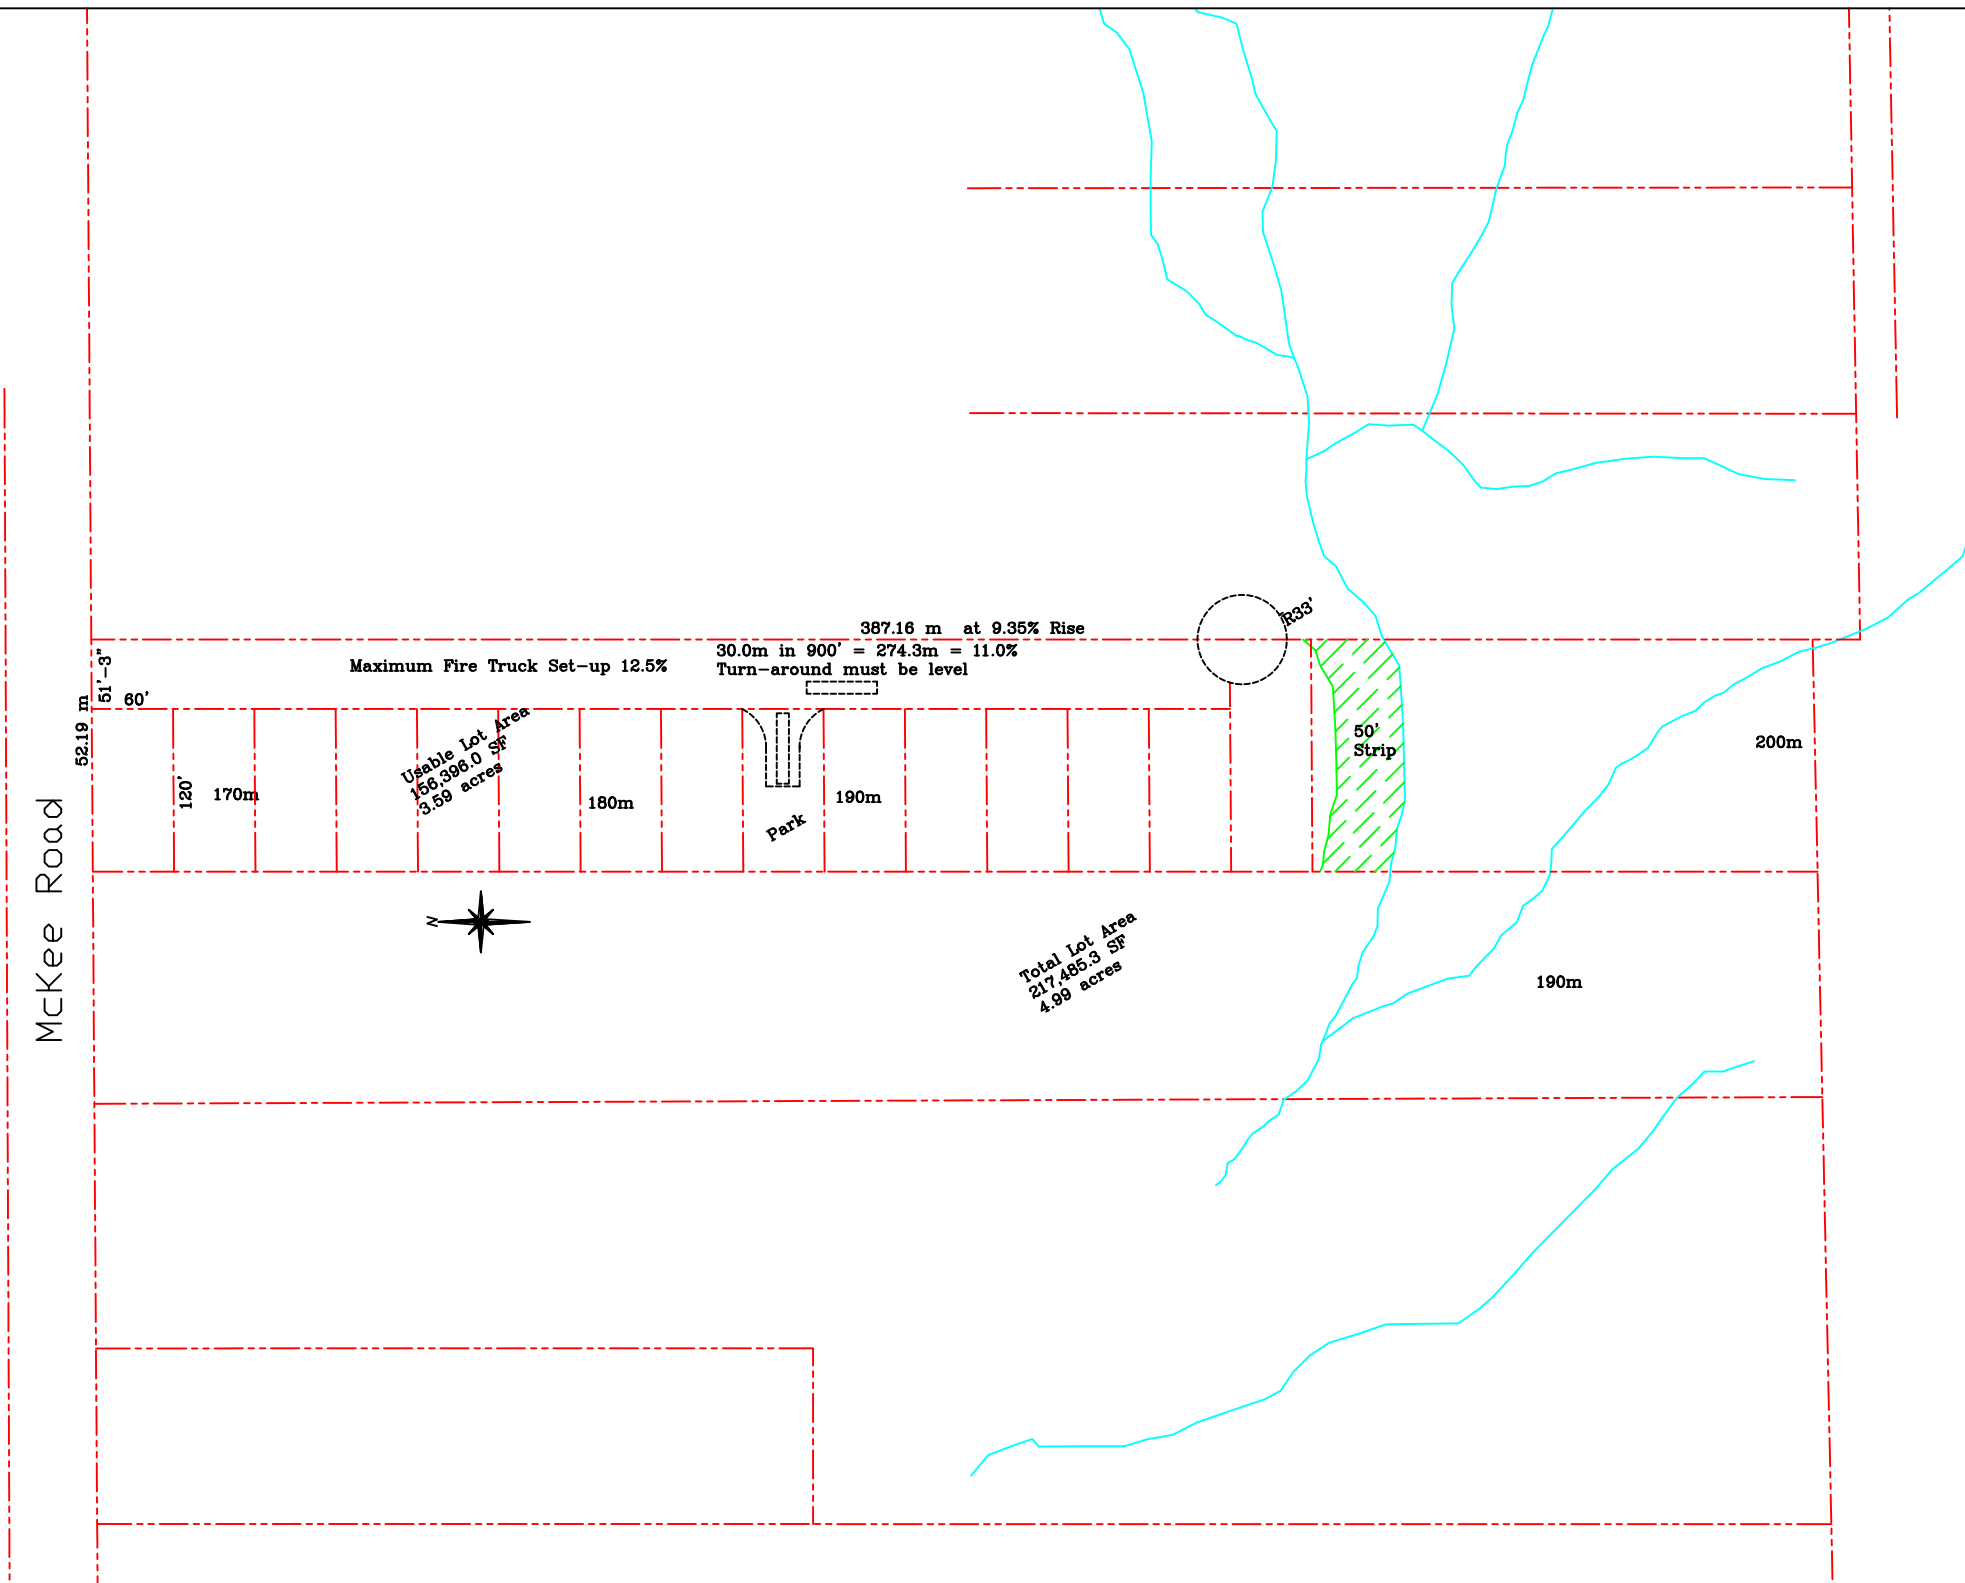 387.16 m at 9.35% Rise
30.0m in 900' = 274.3m = 11.0%
Turn-around must be level
Maximum Fire Truck Set-up 12.5%
R33'
51'-3"
60'
52.19 m
120'
170m
Usable Lot Area
156,396.0 SF
3.59 acres
180m
Park
190m
50'
Strip
200m
McKee Road
N
Total Lot Area
217,485.3 SF
4.99 acres
190m